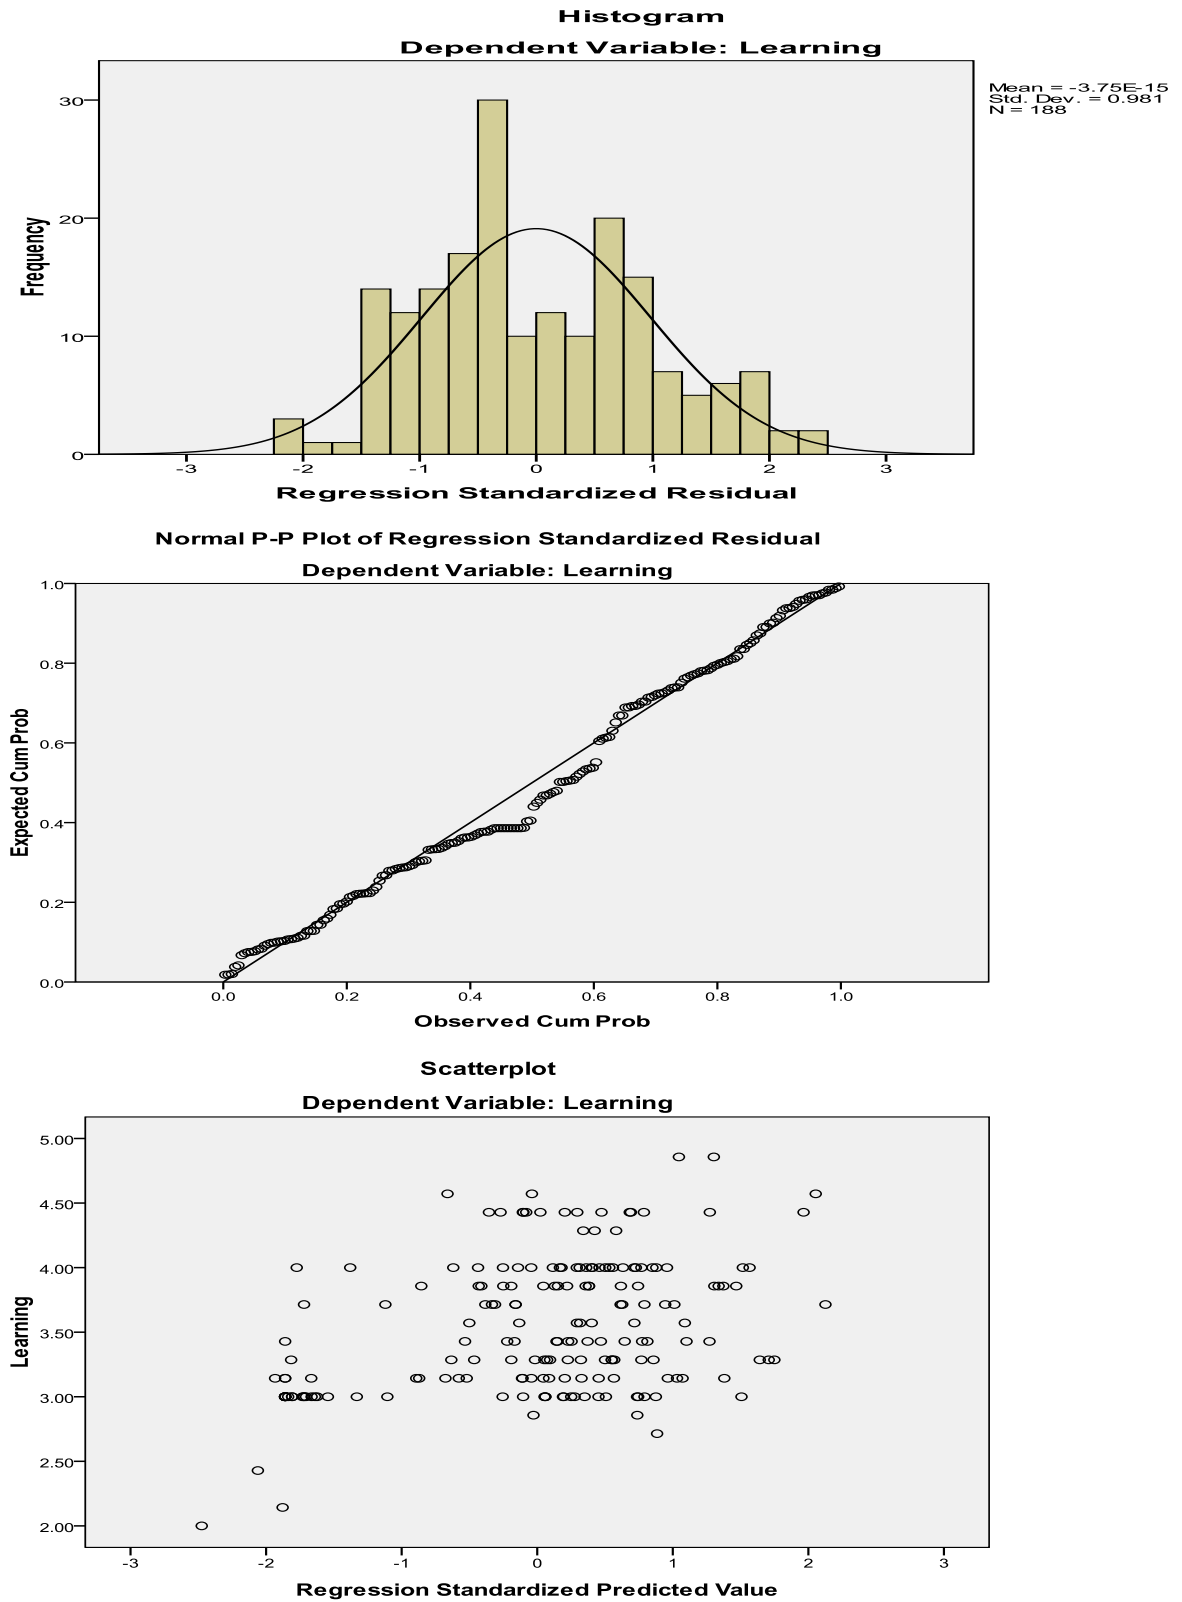 Histogram
Dependent Variable: Learning
Mean = -3.75E-15
Std. Dev. = 0.981
N = 188
30
20
10
0
Frequency
-3 -2 -1 0 1 2 3
Regression Standardized Residual
Normal P-P Plot of Regression Standardized Residual
Dependent Variable: Learning
1.0
0.8
0.6
0.4
0.2
0.0
Expected Cum Prob
0.0 0.2 0.4 0.6 0.8 1.0
Observed Cum Prob
Scatterplot
Dependent Variable: Learning
5.00
4.50
4.00
3.50
3.00
2.50
2.00
Learning
-3 -2 -1 0 1 2 3
Regression Standardized Predicted Value